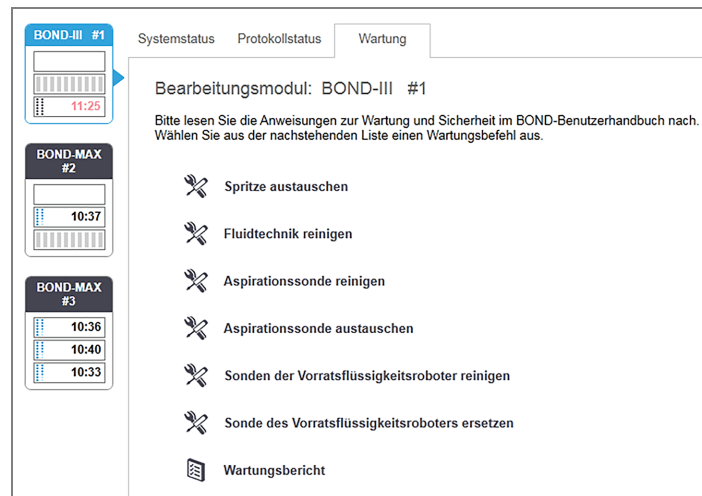 BOND-III #1
11:25
BOND-MAX
#2
10:37
BOND-MAX
#3
10:36
10:40
10:33
Systemstatus Protokollstatus Wartung
Bearbeitungsmodul: BOND-III #1
Bitte lesen Sie die Anweisungen zur Wartung und Sicherheit im BOND-Benutzerhandbuch nach.
Wählen Sie aus der nachstehenden Liste einen Wartungsbefehl aus.
Spritze austauschen
Fluidtechnik reinigen
Aspirationssonde reinigen
Aspirationssonde austauschen
Sonden der Vorratsflüssigkeitsroboter reinigen
Sonde des Vorratsflüssigkeitsroboters ersetzen
Wartungsbericht